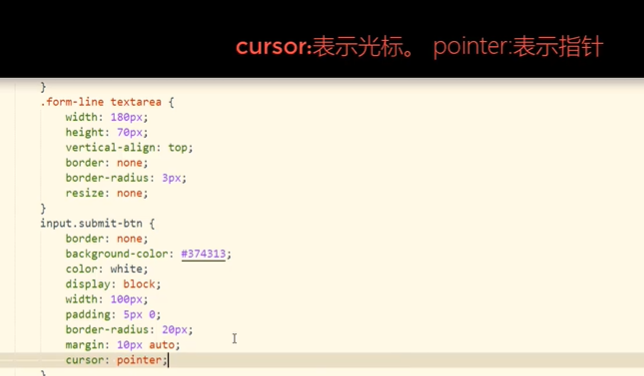 cursor:表示光标。 pointer:表示指针
}
.form-line textarea {
width: 180px;
height: 70px;
vertical-align: top;
border: none;
border-radius: 3px;
resize: none;
}
input.submit-btn {
border: none;
background-color: #374313;
color: white;
display: block;
width: 100px;
padding: 5px 0;
border-radius: 20px;
margin: 10px auto;
cursor: pointer;
}